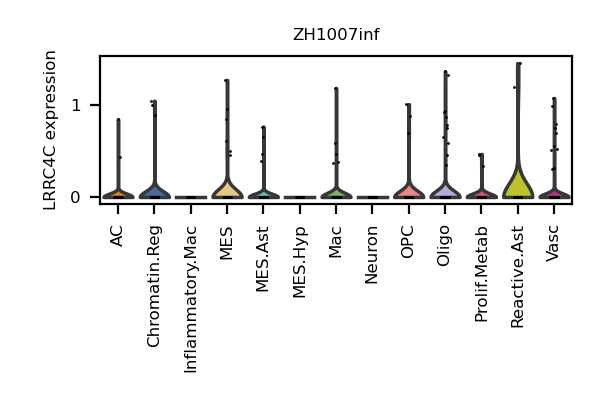 ZH1007inf
LRRC4C expression
1
0
AC
Chromatin.Reg
Inflammatory.Mac
MES
MES.Ast
MES.Hyp
Mac
Neuron
OPC
Oligo
Prolif.Metab
Reactive.Ast
Vasc